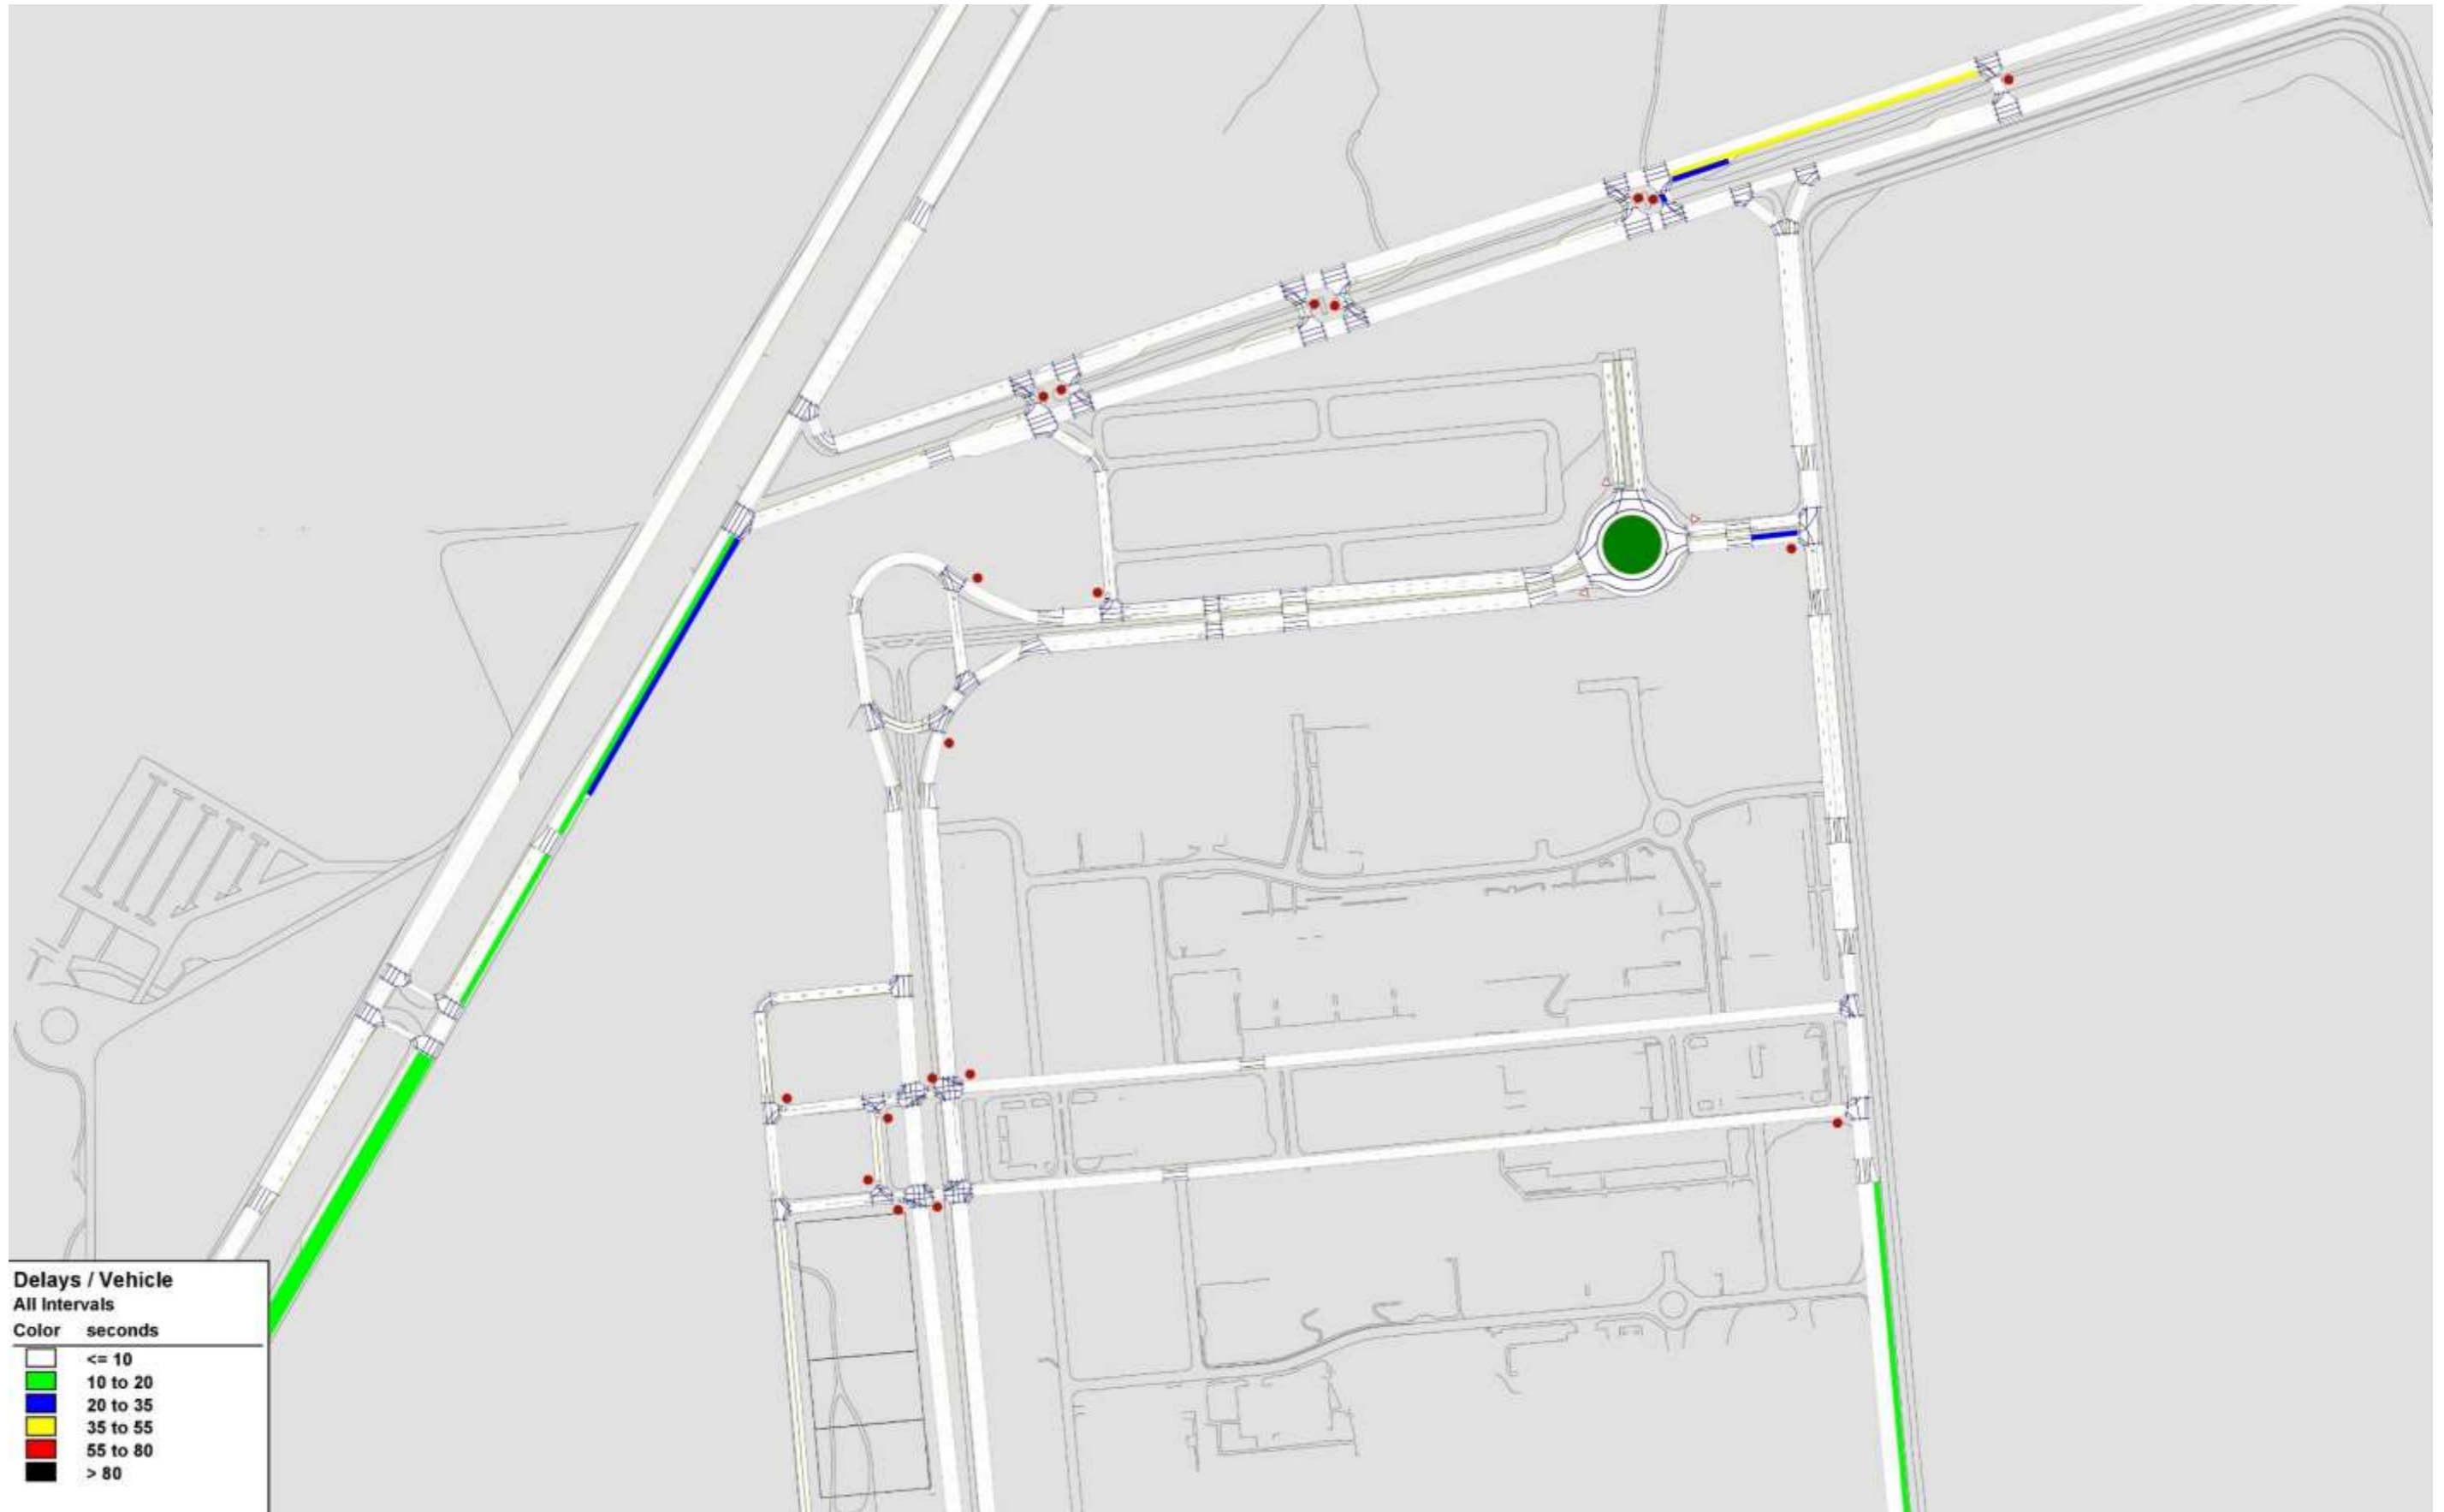 Delays / Vehicle
All Intervals
Color seconds
<= 10
10 to 20
20 to 35
35 to 55
55 to 80
> 80